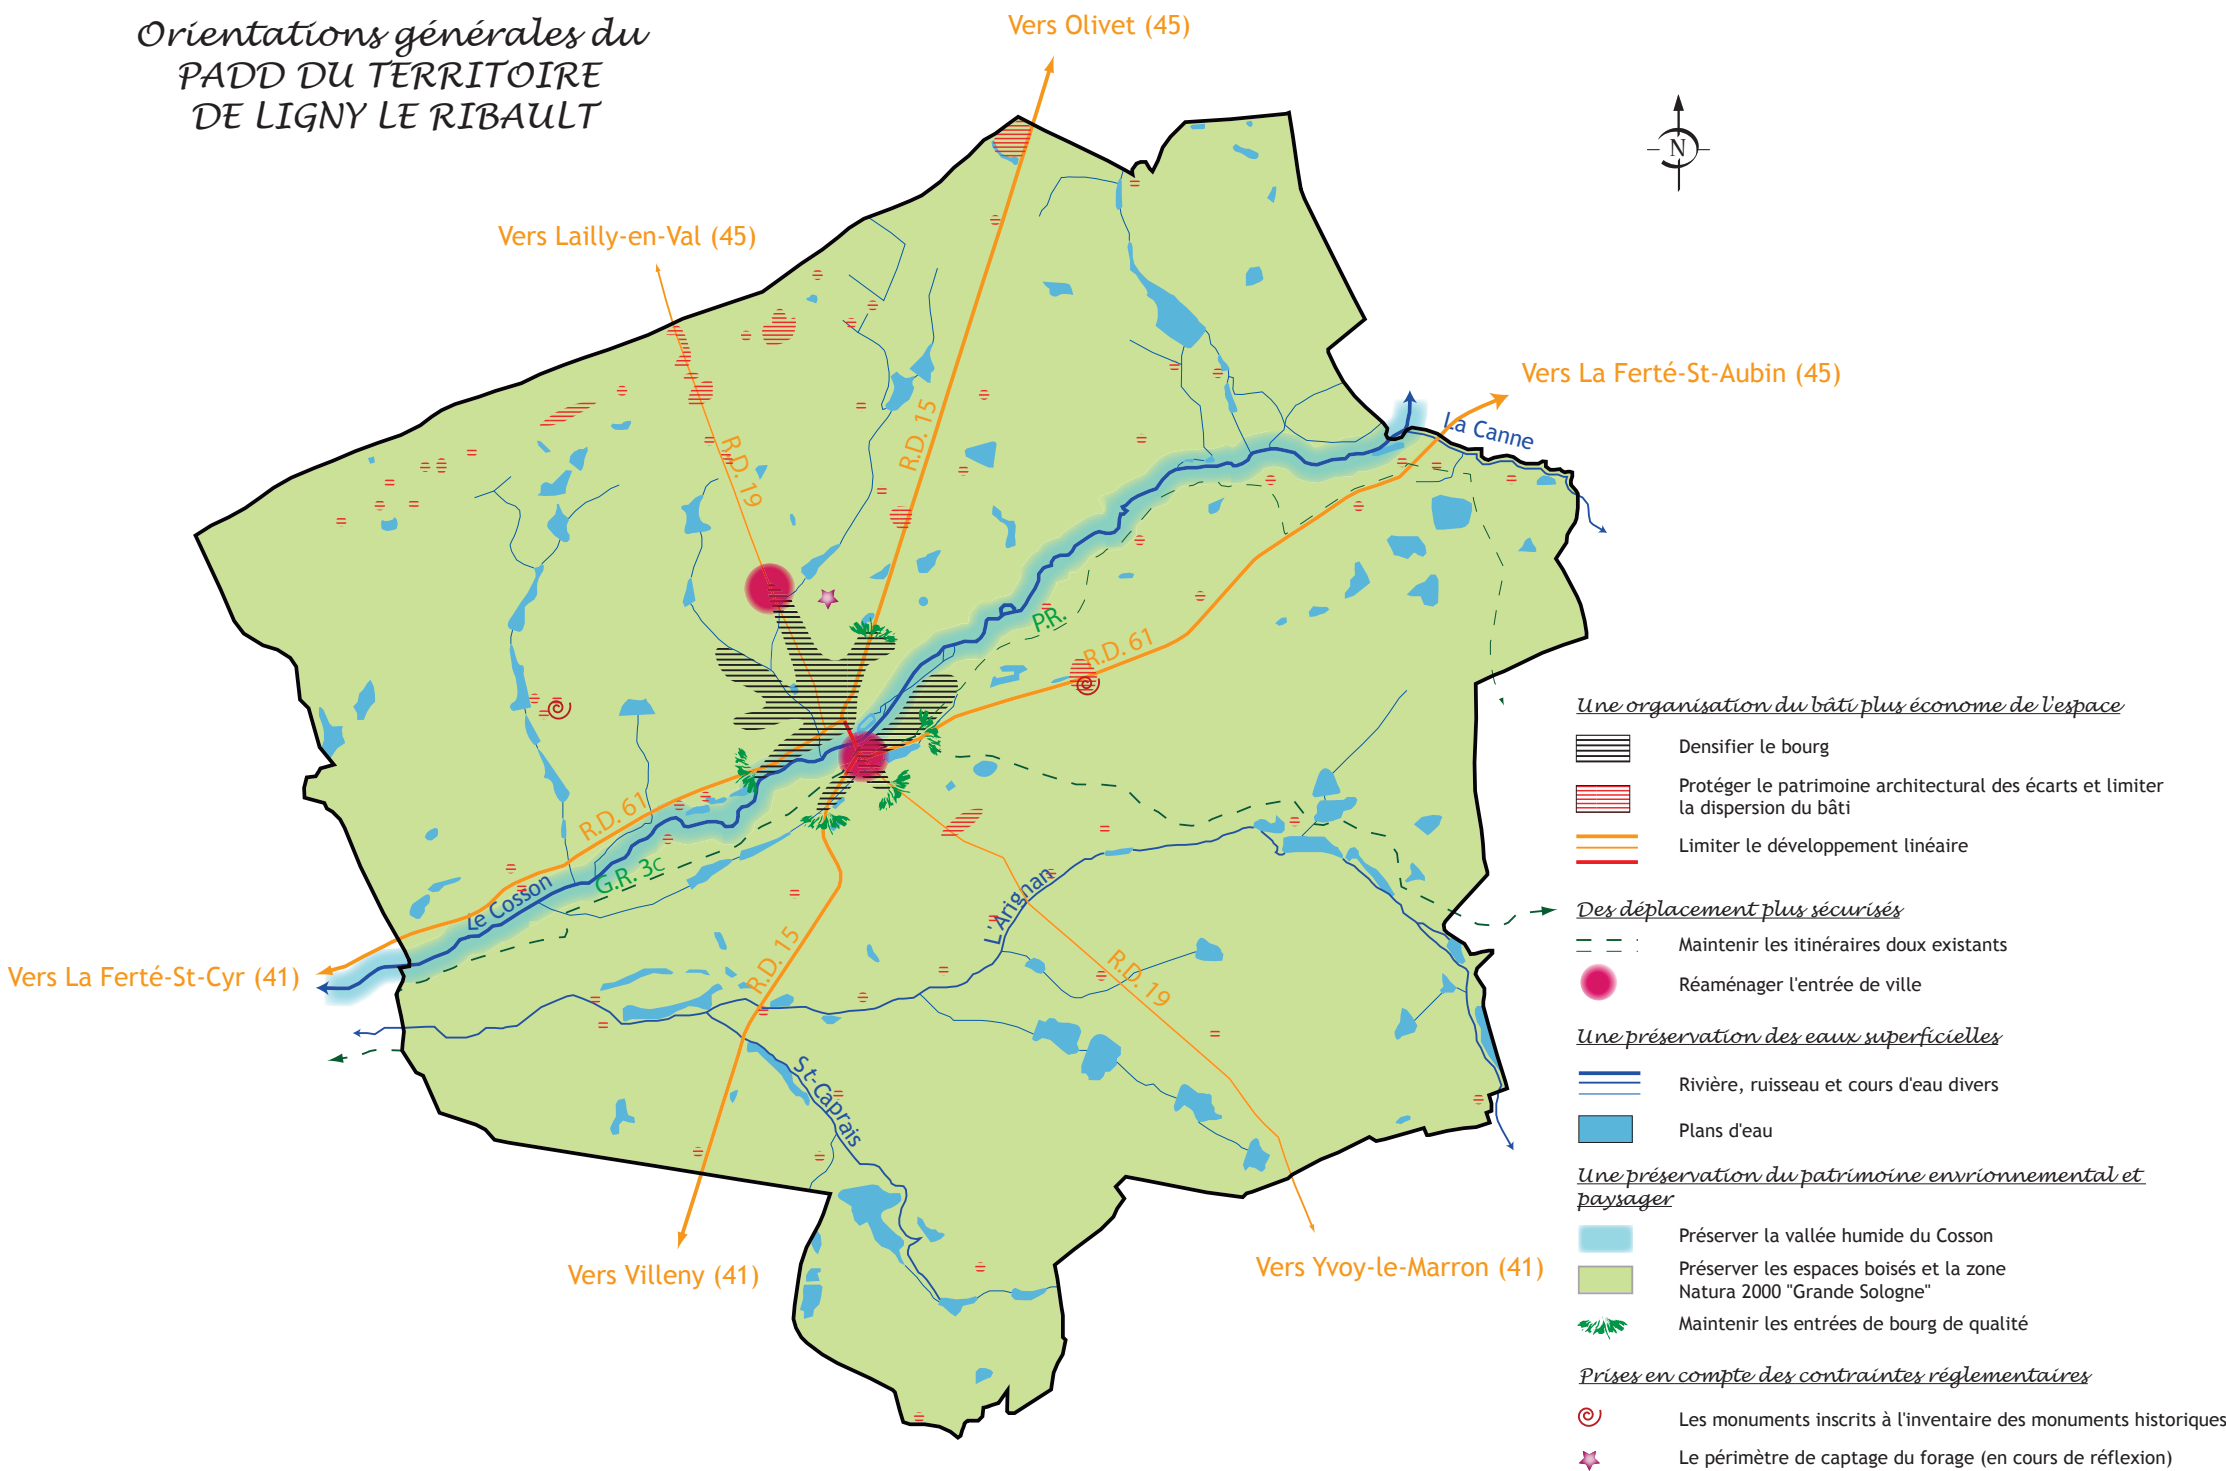 Orientations générales du
PADD DU TERRITOIRE
DE LIGNY LE RIBAULT
Vers Olivet (45)
N
Vers Lailly-en-Val (45)
Vers La Ferté-St-Aubin (45)
La Canne
R.D. 15
R.D. 19
P.R.
R.D. 61
R.D. 61
G.R. 3c
Le Cosson
L'Arignan
R.D. 15
R.D. 19
Vers La Ferté-St-Cyr (41)
St-Caprais
Vers Villeny (41)
Vers Yvoy-le-Marron (41)
Une organisation du bâti plus économe de l'espace
Densifier le bourg
Protéger le patrimoine architectural des écarts et limiter
la dispersion du bâti
Limiter le développement linéaire
Des déplacement plus sécurisés
Maintenir les itinéraires doux existants
Réaménager l'entrée de ville
Une préservation des eaux superficielles
Rivière, ruisseau et cours d'eau divers
Plans d'eau
Une préservation du patrimoine envrionnemental et
paysager
Préserver la vallée humide du Cosson
Préserver les espaces boisés et la zone
Natura 2000 "Grande Sologne"
Maintenir les entrées de bourg de qualité
Prises en compte des contraintes réglementaires
Les monuments inscrits à l'inventaire des monuments historiques
Le périmètre de captage du forage (en cours de réflexion)